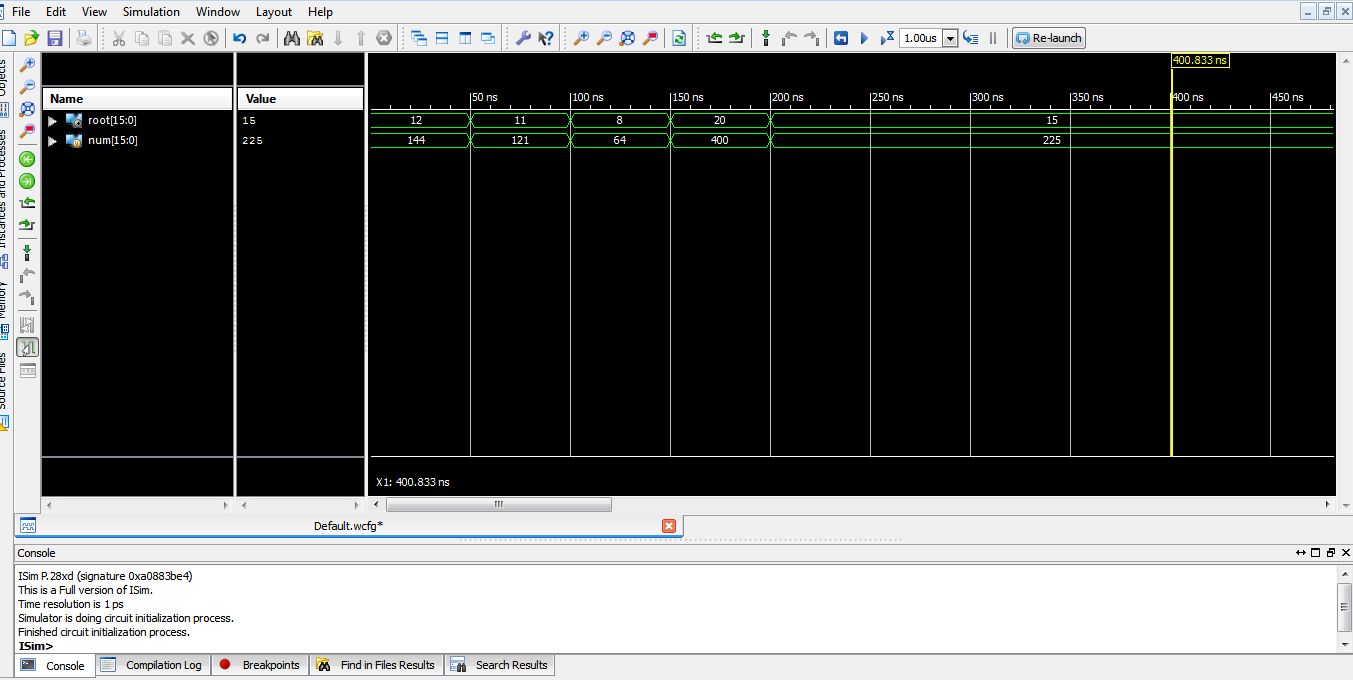 File Edit View Simulation Window Layout Help
1.00us Re-launch
400.833 ns
Objects
Instances and Processes
Memory
Source Files
Name Value
50 ns 100 ns 150 ns 200 ns 250 ns 300 ns 350 ns 400 ns 450 ns
root[15:0] 15 12 11 8 20 15
num[15:0] 225 144 121 64 400 225
X1: 400.833 ns
Default.wcfg*
Console
ISim P.28xd (signature 0xa0883be4)
This is a Full version of ISim.
Time resolution is 1 ps
Simulator is doing circuit initialization process.
Finished circuit initialization process.
ISim>
Console Compilation Log Breakpoints Find in Files Results Search Results